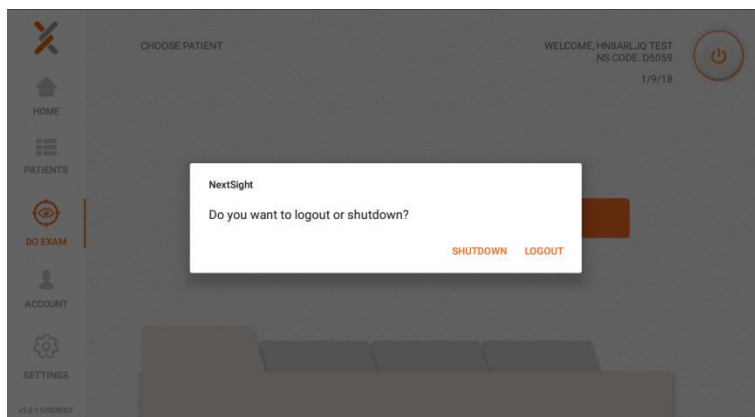 CHOOSE PATIENT
WELCOME, HN8ARLJQ TEST
NS CODE: D5059
1/9/18
HOME
PATIENTS
DO EXAM
ACCOUNT
SETTINGS
NextSight
Do you want to logout or shutdown?
SHUTDOWN LOGOUT